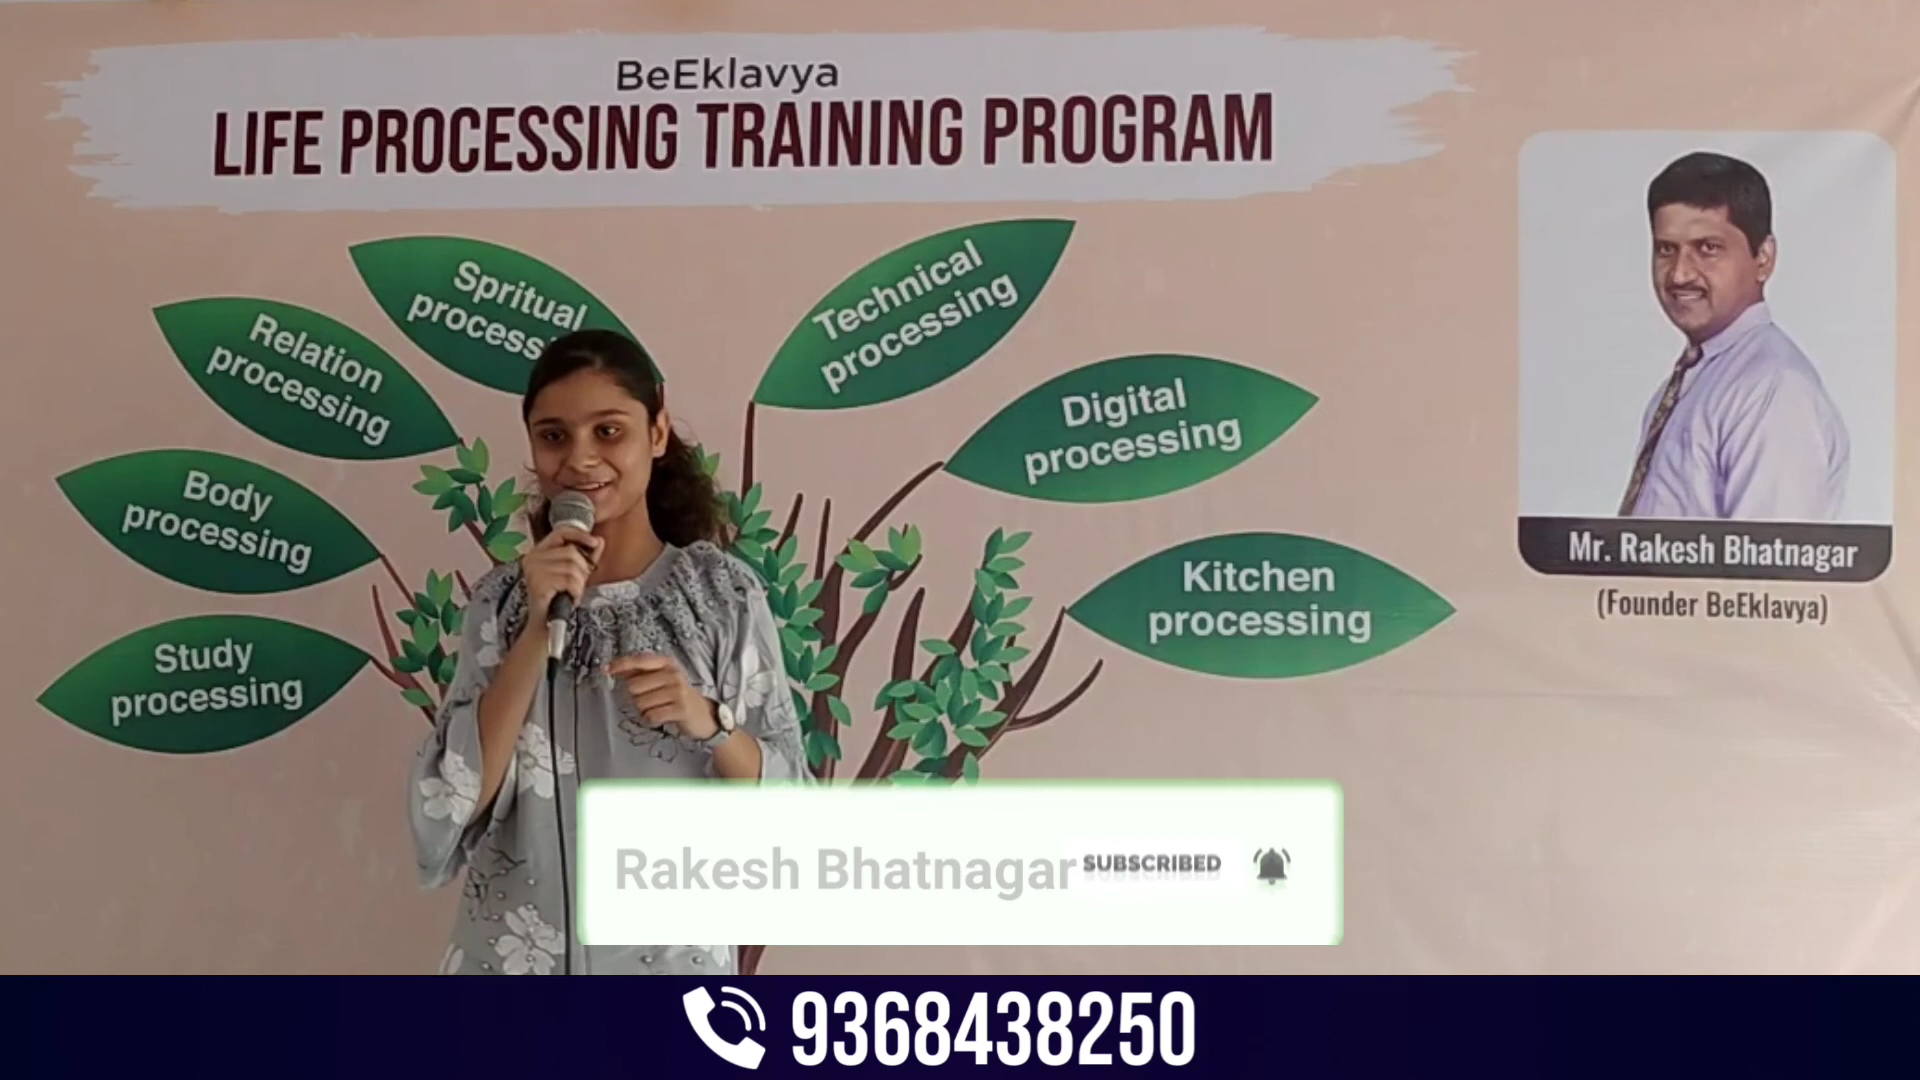 BeEklavya
LIFE PROCESSING TRAINING PROGRAM
Spritual
Technical
processing
Relation
processing
Digital
processing
Body
processing
Kitchen
processing
Study
processing
Mr. Rakesh Bhatnagar
(Founder BeEklavya)
Rakesh Bhatnagar SUBSCRIBED
9368438250